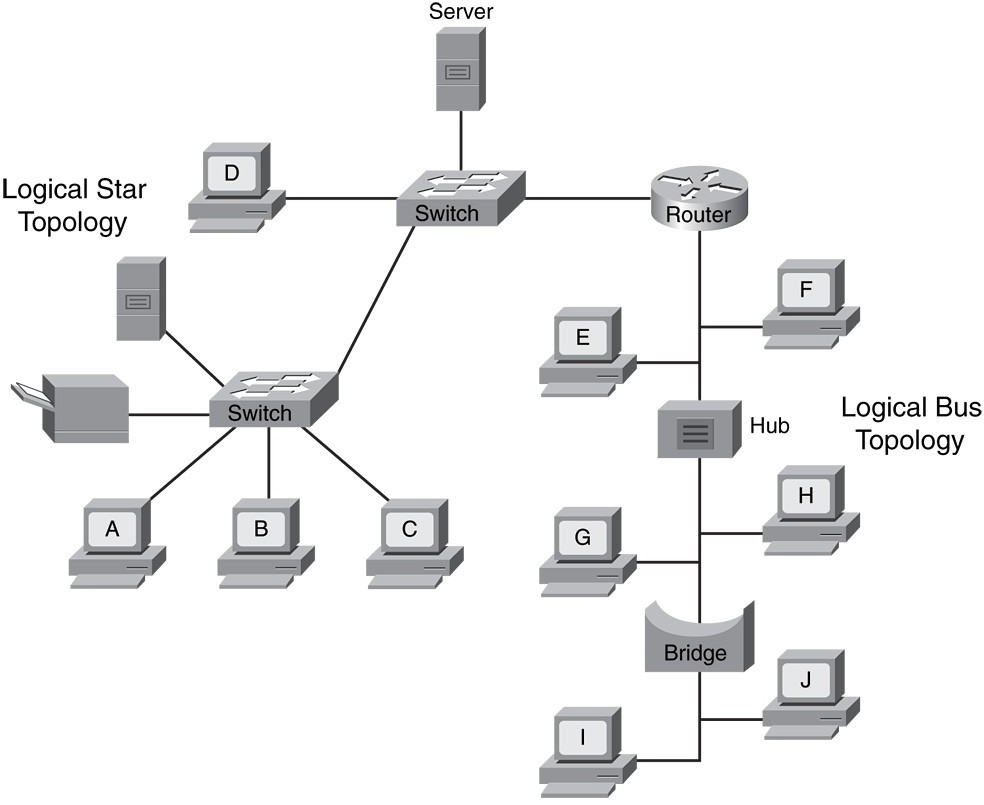 Server
D
Logical Star
Topology
Switch
Router
F
E
Switch
Hub
Logical Bus
Topology
A
B
C
H
G
Bridge
J
I